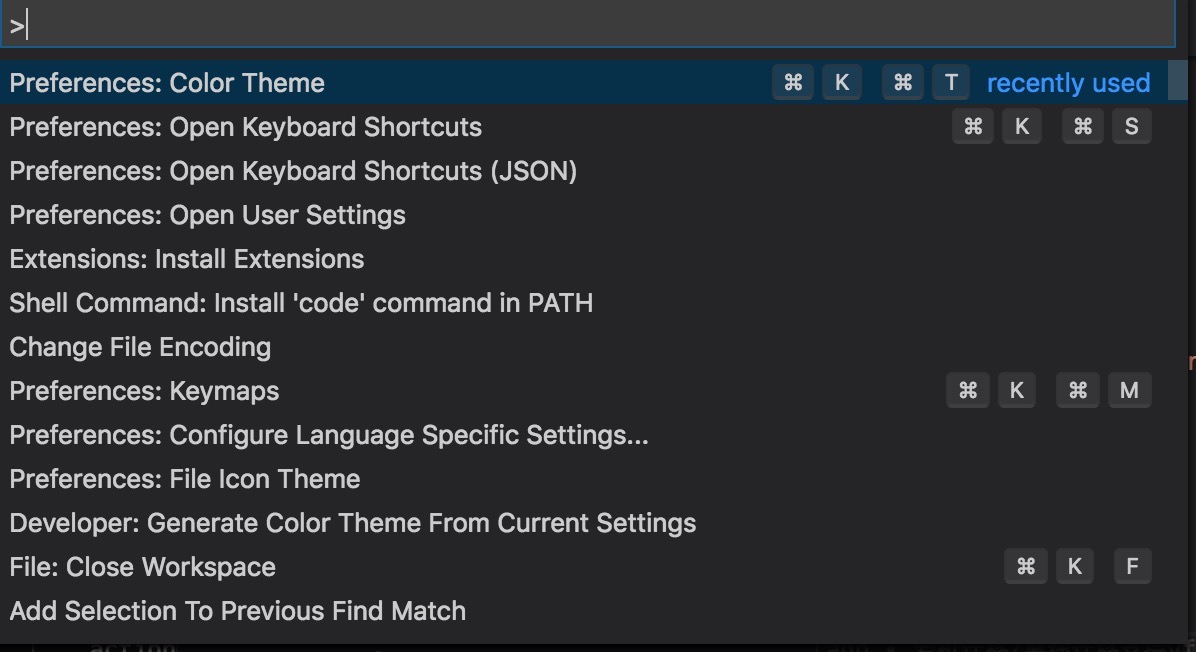 >
Preferences: Color Theme ⌘ K ⌘ T recently used
Preferences: Open Keyboard Shortcuts ⌘ K ⌘ S
Preferences: Open Keyboard Shortcuts (JSON)
Preferences: Open User Settings
Extensions: Install Extensions
Shell Command: Install 'code' command in PATH
Change File Encoding
Preferences: Keymaps ⌘ K ⌘ M
Preferences: Configure Language Specific Settings...
Preferences: File Icon Theme
Developer: Generate Color Theme From Current Settings
File: Close Workspace ⌘ K F
Add Selection To Previous Find Match